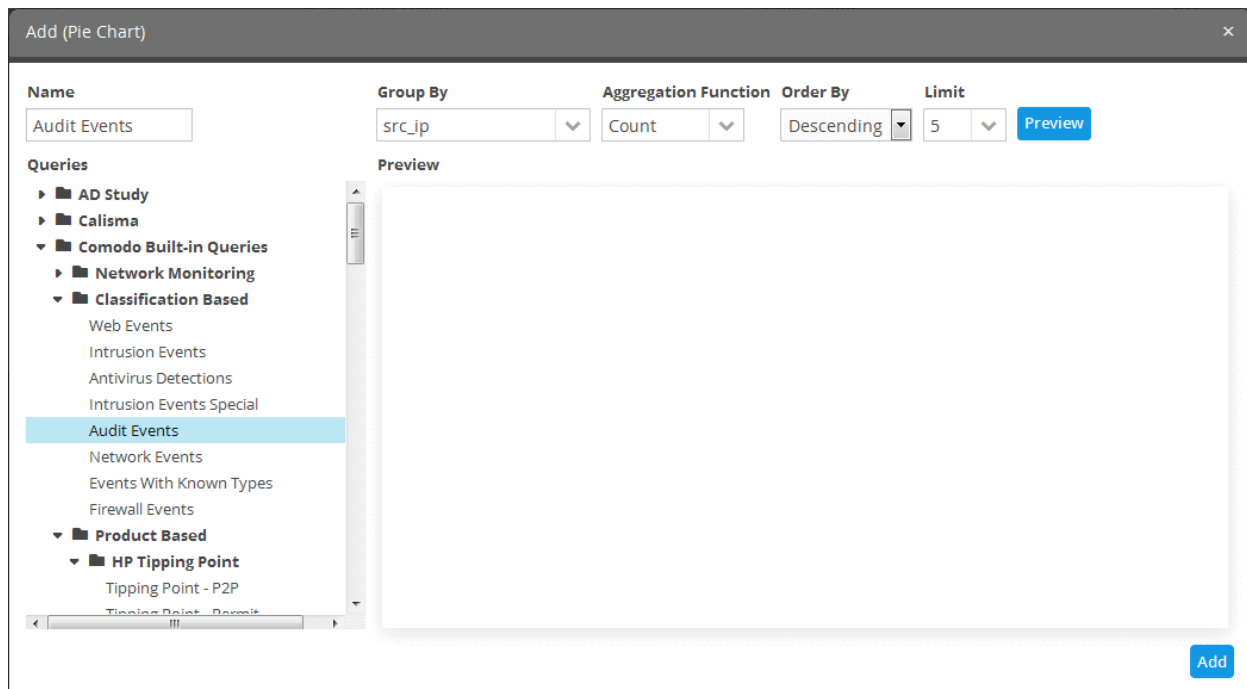 Add (Pie Chart)
Name Group By Aggregation Function Order By Limit
Audit Events src_ip Count Descending 5 Preview
Queries Preview
AD Study
Calisma
Comodo Built-in Queries
Network Monitoring
Classification Based
Web Events
Intrusion Events
Antivirus Detections
Intrusion Events Special
Audit Events
Network Events
Events With Known Types
Firewall Events
Product Based
HP Tipping Point
Tipping Point - P2P
Tipping Point - Permit
Add